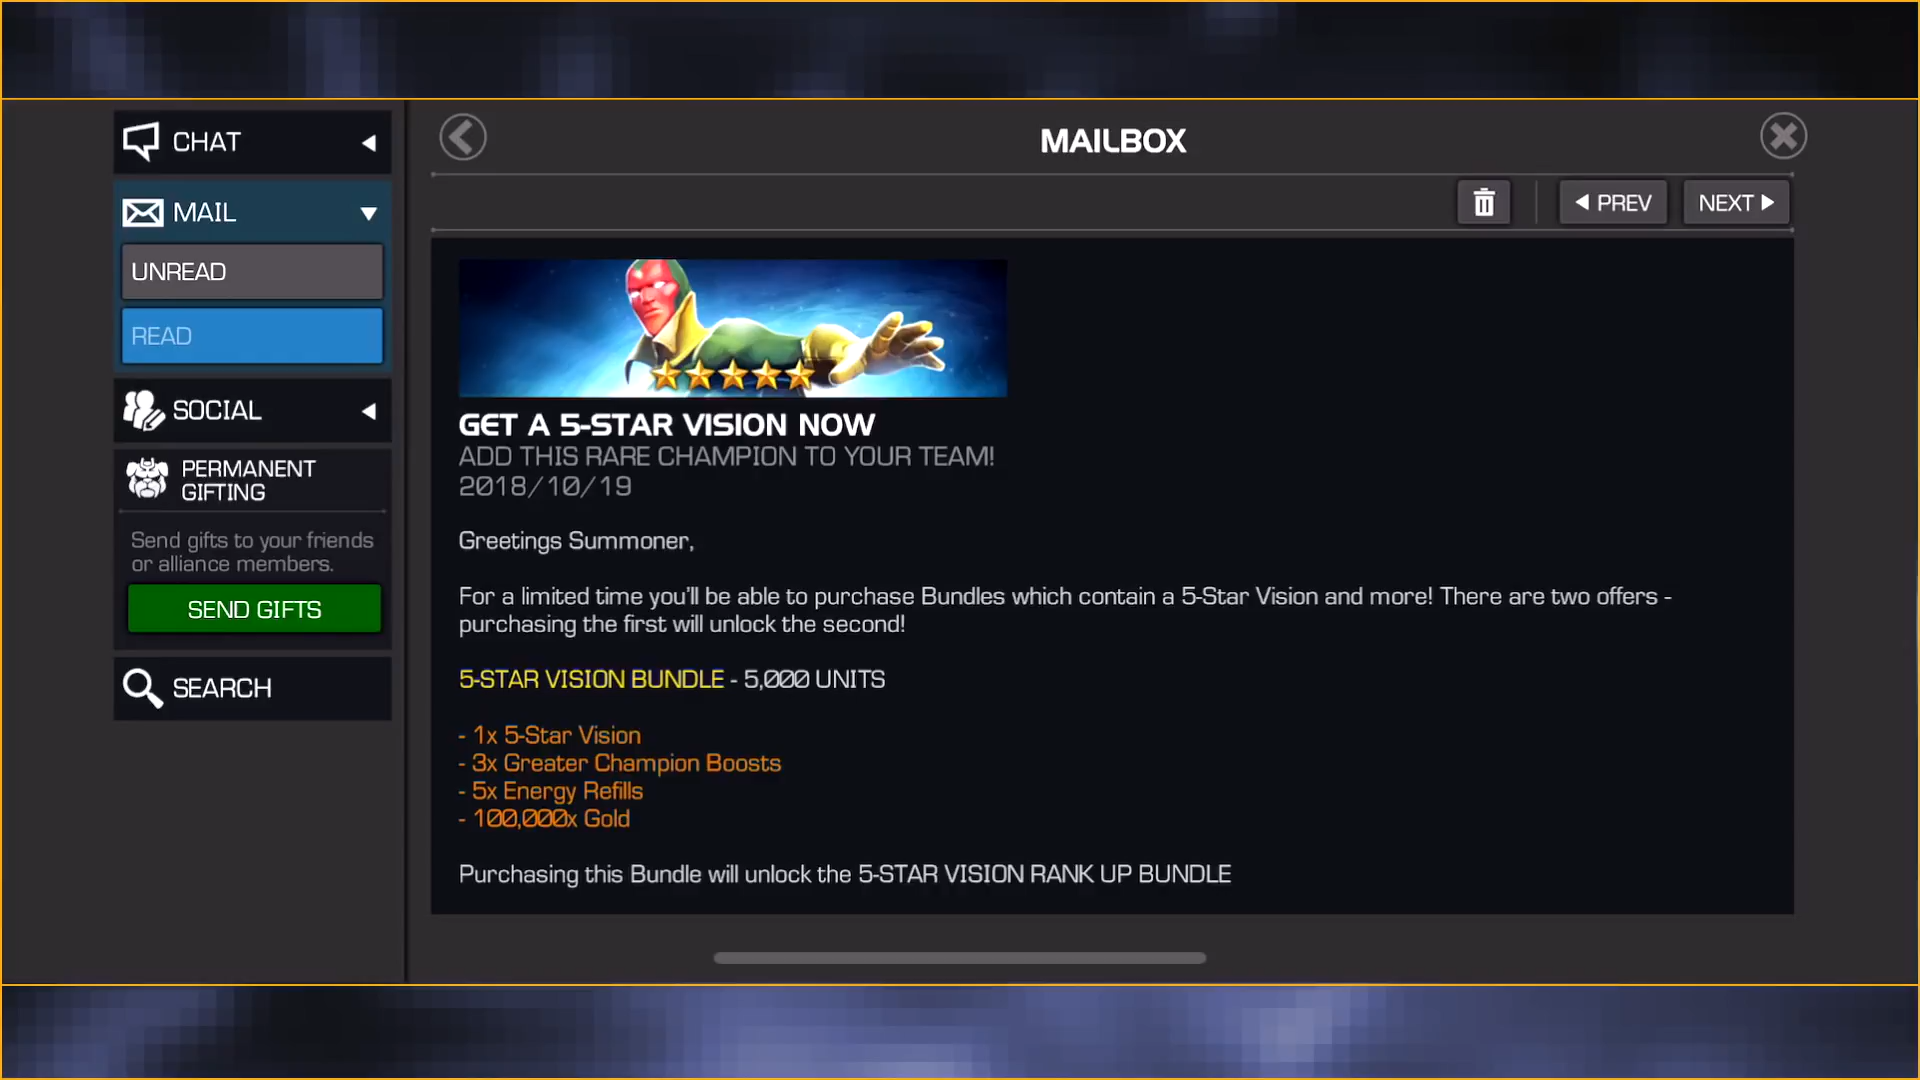 CHAT
MAIL
UNREAD
READ
SOCIAL
PERMANENT
GIFTING
Send gifts to your friends
or alliance members.
SEND GIFTS
SEARCH
MAILBOX
PREV
NEXT
GET A 5-STAR VISION NOW
ADD THIS RARE CHAMPION TO YOUR TEAM!
2018/10/19
Greetings Summoner,
For a limited time you'll be able to purchase Bundles which contain a 5-Star Vision and more! There are two offers -
purchasing the first will unlock the second!
5-STAR VISION BUNDLE - 5,000 UNITS
- 1x 5-Star Vision
- 3x Greater Champion Boosts
- 5x Energy Refills
- 100,000x Gold
Purchasing this Bundle will unlock the 5-STAR VISION RANK UP BUNDLE